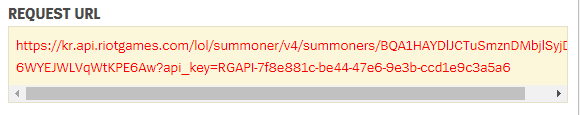 REQUEST URL
https://kr.api.riotgames.com/lol/summoner/v4/summoners/BQA1HAYDlJCTuSmznDMbjlSyj
6WYEJWLVqWtKPE6Aw?api_key=RGAPI-7f8e881c-be44-47e6-9e3b-ccd1e9c3a5a6